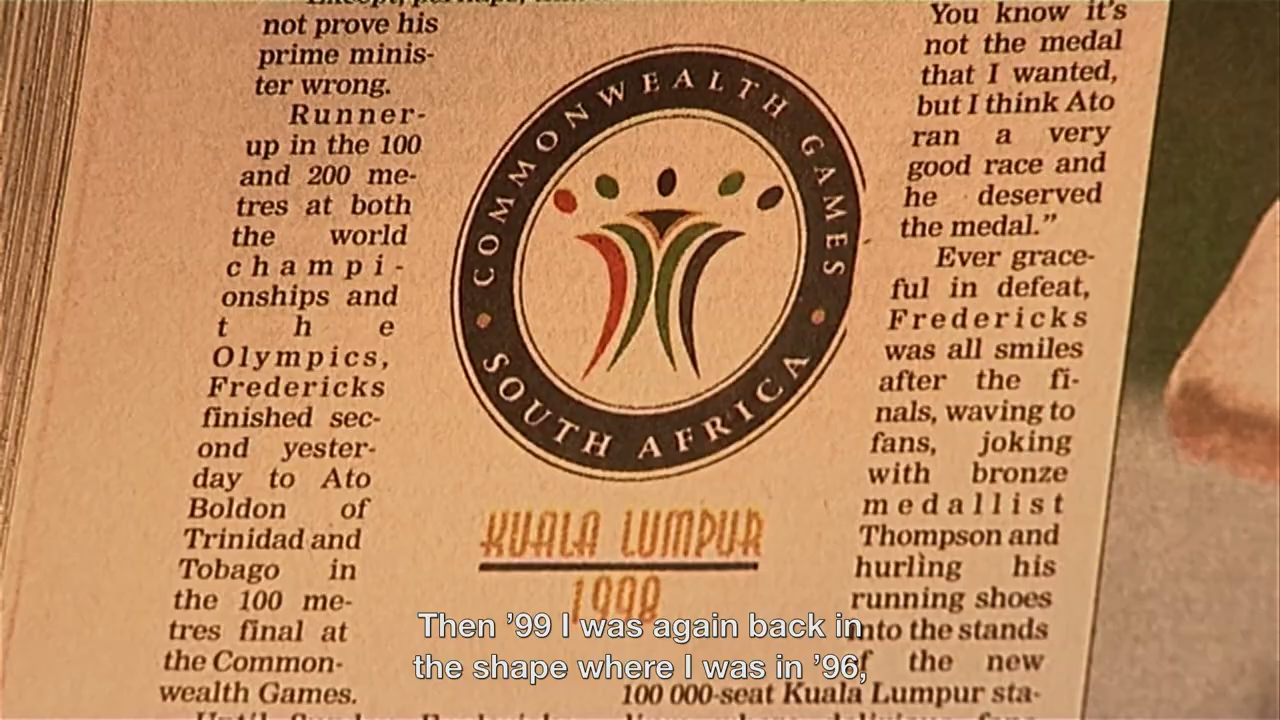 not prove his
prime minis-
ter wrong.
Runner-
up in the 100
and 200 me-
tres at both
the world
champi-
onships and
the
Olympics,
Fredericks
finished sec-
ond yester-
day to Ato
Boldon of
Trinidad and
Tobago in
the 100 me-
tres final at
the Common-
wealth Games.
COMMONWEALTH GAMES
SOUTH AFRICA
KUALA LUMPUR
1998
You know it's
not the medal
that I wanted,
but I think Ato
ran a very
good race and
he deserved
the medal.”
Ever grace-
ful in defeat,
Fredericks
was all smiles
after the fi-
nals, waving to
fans, joking
with bronze
medallist
Thompson and
hurling his
running shoes
into the stands
of the new
100 000-seat Kuala Lumpur sta-
Then ’99 I was again back in
the shape where I was in ’96,